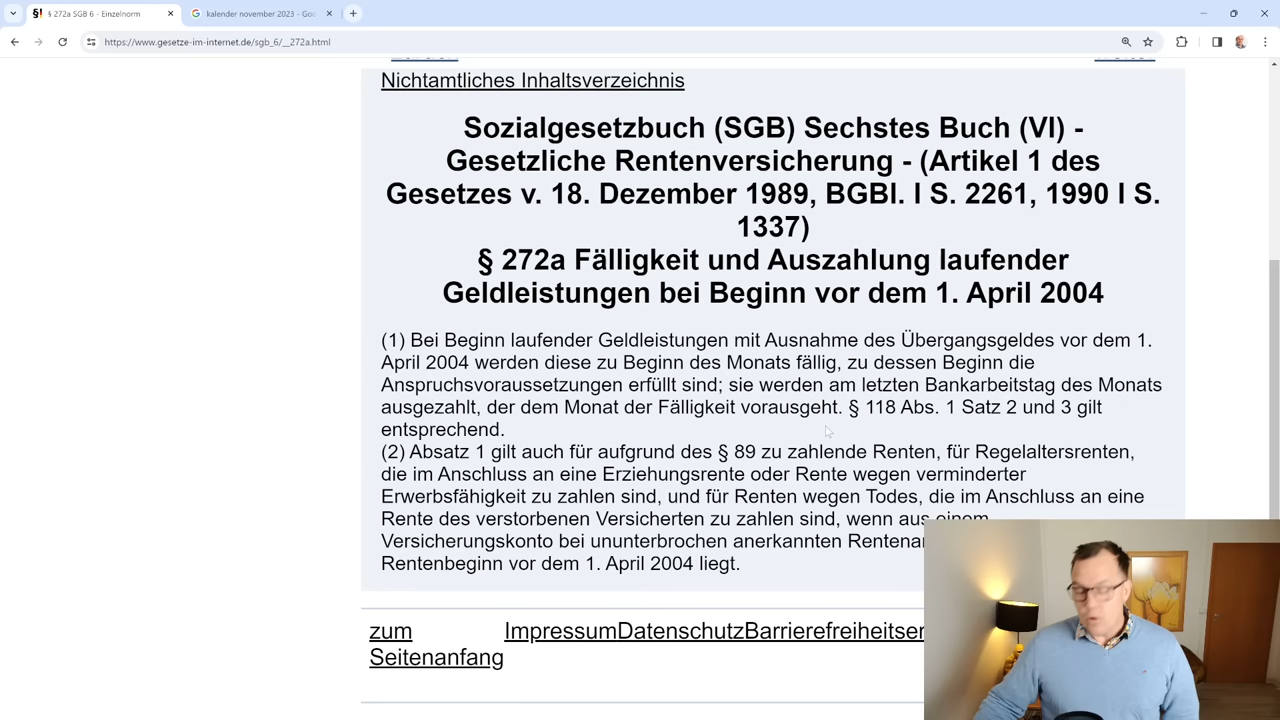 § 272a SGB 6 - Einzelnorm
kalender november 2023 - Goo
https://www.gesetze-im-internet.de/sgb_6/__272a.html
Nichtamtliches Inhaltsverzeichnis
Sozialgesetzbuch (SGB) Sechstes Buch (VI) -
Gesetzliche Rentenversicherung - (Artikel 1 des
Gesetzes v. 18. Dezember 1989, BGBl. I S. 2261, 1990 I S.
1337)
§ 272a Fälligkeit und Auszahlung laufender
Geldleistungen bei Beginn vor dem 1. April 2004
(1) Bei Beginn laufender Geldleistungen mit Ausnahme des Übergangsgeldes vor dem 1.
April 2004 werden diese zu Beginn des Monats fällig, zu dessen Beginn die
Anspruchsvoraussetzungen erfüllt sind; sie werden am letzten Bankarbeitstag des Monats
ausgezahlt, der dem Monat der Fälligkeit vorausgeht. § 118 Abs. 1 Satz 2 und 3 gilt
entsprechend.
(2) Absatz 1 gilt auch für aufgrund des § 89 zu zahlende Renten, für Regelaltersrenten,
die im Anschluss an eine Erziehungsrente oder Rente wegen verminderter
Erwerbsfähigkeit zu zahlen sind, und für Renten wegen Todes, die im Anschluss an eine
Rente des verstorbenen Versicherten zu zahlen sind, wenn aus einem
Versicherungskonto bei ununterbrochen anerkannten
Rentenbeginn vor dem 1. April 2004 liegt.
zum
Seitenanfang
ImpressumDatenschutz